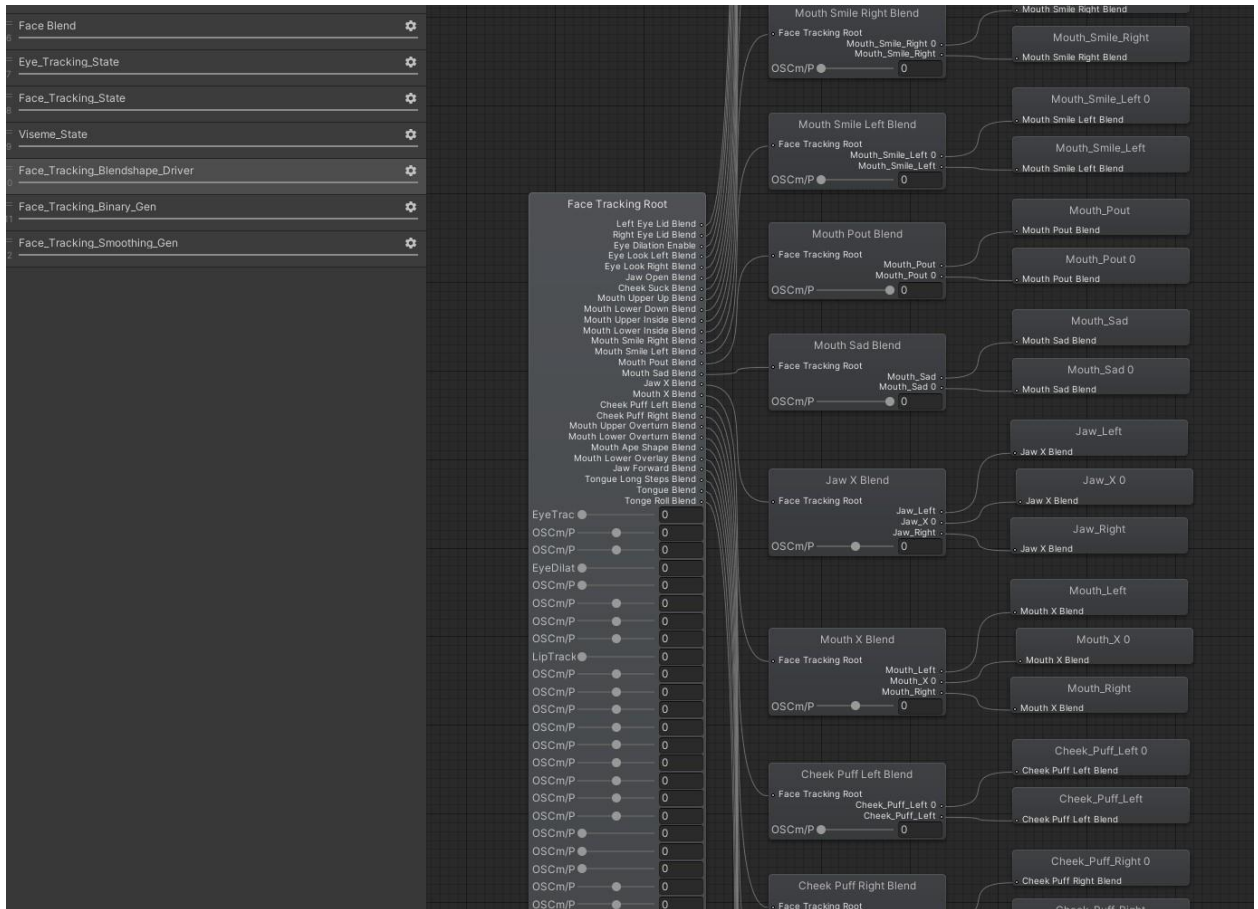 Face Blend
Eye_Tracking_State
Face_Tracking_State
Viseme_State
Face_Tracking_Blendshape_Driver
Face_Tracking_Binary_Gen
Face_Tracking_Smoothing_Gen
Face Tracking Root
Left Eye Lid Blend
Right Eye Lid Blend
Eye Dilation Enable
Eye Look Left Blend
Eye Look Right Blend
Jaw Open Blend
Cheek Suck Blend
Mouth Upper Up Blend
Mouth Lower Down Blend
Mouth Upper Inside Blend
Mouth Lower Inside Blend
Mouth Smile Right Blend
Mouth Smile Left Blend
Mouth Pout Blend
Mouth Sad Blend
Jaw X Blend
Mouth X Blend
Cheek Puff Left Blend
Cheek Puff Right Blend
Mouth Upper Overturn Blend
Mouth Lower Overturn Blend
Mouth Ape Shape Blend
Mouth Lower Overlay Blend
Jaw Forward Blend
Tongue Long Steps Blend
Tongue Blend
Tonge Roll Blend
EyeTrac 0
OSCm/P 0
OSCm/P 0
EyeDilat 0
OSCm/P 0
OSCm/P 0
OSCm/P 0
OSCm/P 0
LipTrack 0
OSCm/P 0
OSCm/P 0
OSCm/P 0
OSCm/P 0
OSCm/P 0
OSCm/P 0
OSCm/P 0
OSCm/P 0
OSCm/P 0
OSCm/P 0
OSCm/P 0
OSCm/P 0
OSCm/P 0
OSCm/P 0
Mouth Smile Right Blend
Face Tracking Root
Mouth_Smile_Right 0
Mouth_Smile_Right
OSCm/P 0
Mouth Smile Left Blend
Face Tracking Root
Mouth_Smile_Left 0
Mouth_Smile_Left
OSCm/P 0
Mouth Pout Blend
Face Tracking Root
Mouth_Pout
Mouth_Pout 0
OSCm/P 0
Mouth Sad Blend
Face Tracking Root
Mouth_Sad
Mouth_Sad 0
OSCm/P 0
Jaw X Blend
Face Tracking Root
Jaw_Left
Jaw_X 0
Jaw_Right
OSCm/P 0
Mouth X Blend
Face Tracking Root
Mouth_Left
Mouth_X 0
Mouth_Right
OSCm/P 0
Cheek Puff Left Blend
Face Tracking Root
Cheek_Puff_Left 0
Cheek_Puff_Left
OSCm/P 0
Cheek Puff Right Blend
Face Tracking Root
Mouth Smile Right Blend
Mouth_Smile_Right
Mouth Smile Right Blend
Mouth_Smile_Left 0
Mouth Smile Left Blend
Mouth_Smile_Left
Mouth Smile Left Blend
Mouth_Pout
Mouth Pout Blend
Mouth_Pout 0
Mouth Pout Blend
Mouth_Sad
Mouth Sad Blend
Mouth_Sad 0
Mouth Sad Blend
Jaw_Left
Jaw X Blend
Jaw_X 0
Jaw X Blend
Jaw_Right
Jaw X Blend
Mouth_Left
Mouth X Blend
Mouth_X 0
Mouth X Blend
Mouth_Right
Mouth X Blend
Cheek_Puff_Left 0
Cheek Puff Left Blend
Cheek_Puff_Left
Cheek Puff Left Blend
Cheek_Puff_Right 0
Cheek Puff Right Blend
Cheek_Puff_Right